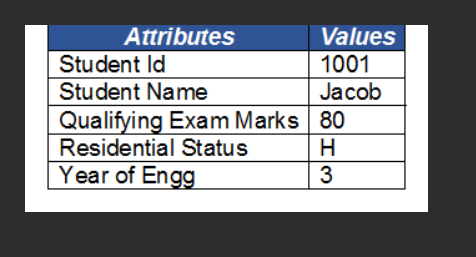 Attributes Values
Student Id 1001
Student Name Jacob
Qualifying Exam Marks 80
Residential Status H
Year of Engg 3